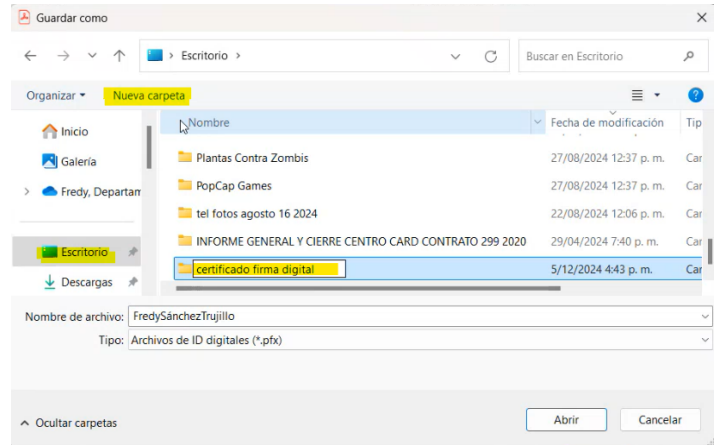 Guardar como
Escritorio
Buscar en Escritorio
Organizar
Nueva carpeta
Nombre
Fecha de modificación
Tip
Inicio
Galería
Fredy, Departam
Escritorio
Descargas
Plantas Contra Zombis 27/08/2024 12:37 p. m. Car
PopCap Games 27/08/2024 12:37 p. m. Car
tel fotos agosto 16 2024 22/08/2024 12:06 p. m. Car
INFORME GENERAL Y CIERRE CENTRO CARD CONTRATO 299 2020 29/04/2024 7:40 p. m. Car
certificado firma digital 5/12/2024 4:43 p. m. Car
Nombre de archivo: FredySánchezTrujillo
Tipo: Archivos de ID digitales (*.pfx)
Ocultar carpetas
Abrir
Cancelar